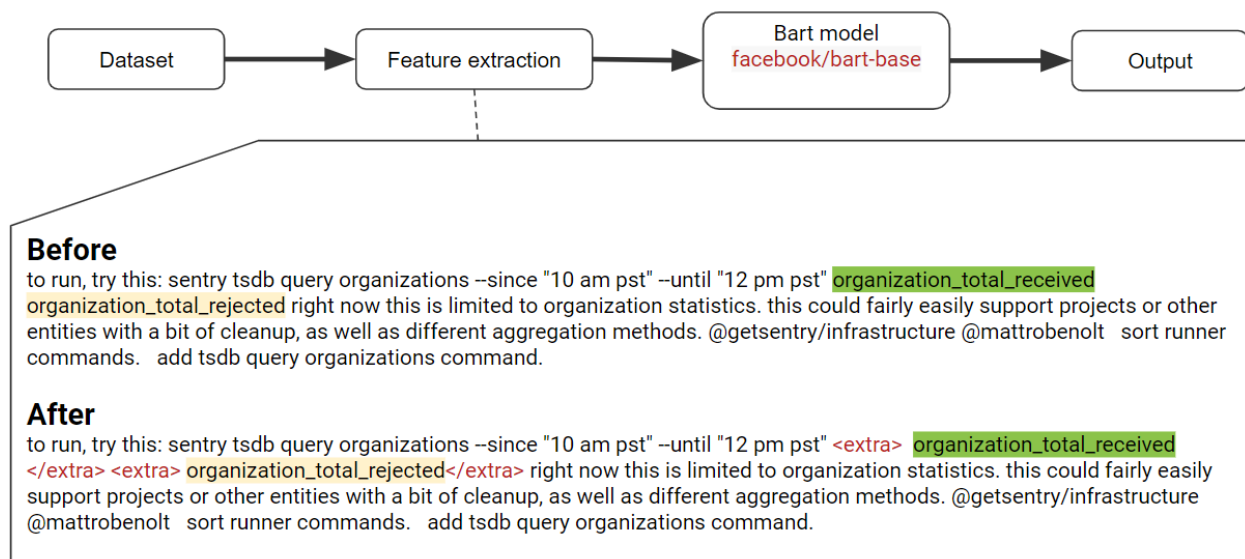 Dataset
Feature extraction
Bart model
facebook/bart-base
Output
Before
to run, try this: sentry tsdb query organizations --since "10 am pst" --until "12 pm pst" organization_total_received
organization_total_rejected right now this is limited to organization statistics. this could fairly easily support projects or other
entities with a bit of cleanup, as well as different aggregation methods. @getsentry/infrastructure @mattrobenolt   sort runner
commands.   add tsdb query organizations command.
After
to run, try this: sentry tsdb query organizations --since "10 am pst" --until "12 pm pst" <extra>  organization_total_received
</extra> <extra> organization_total_rejected</extra> right now this is limited to organization statistics. this could fairly easily
support projects or other entities with a bit of cleanup, as well as different aggregation methods. @getsentry/infrastructure
@mattrobenolt   sort runner commands.   add tsdb query organizations command.